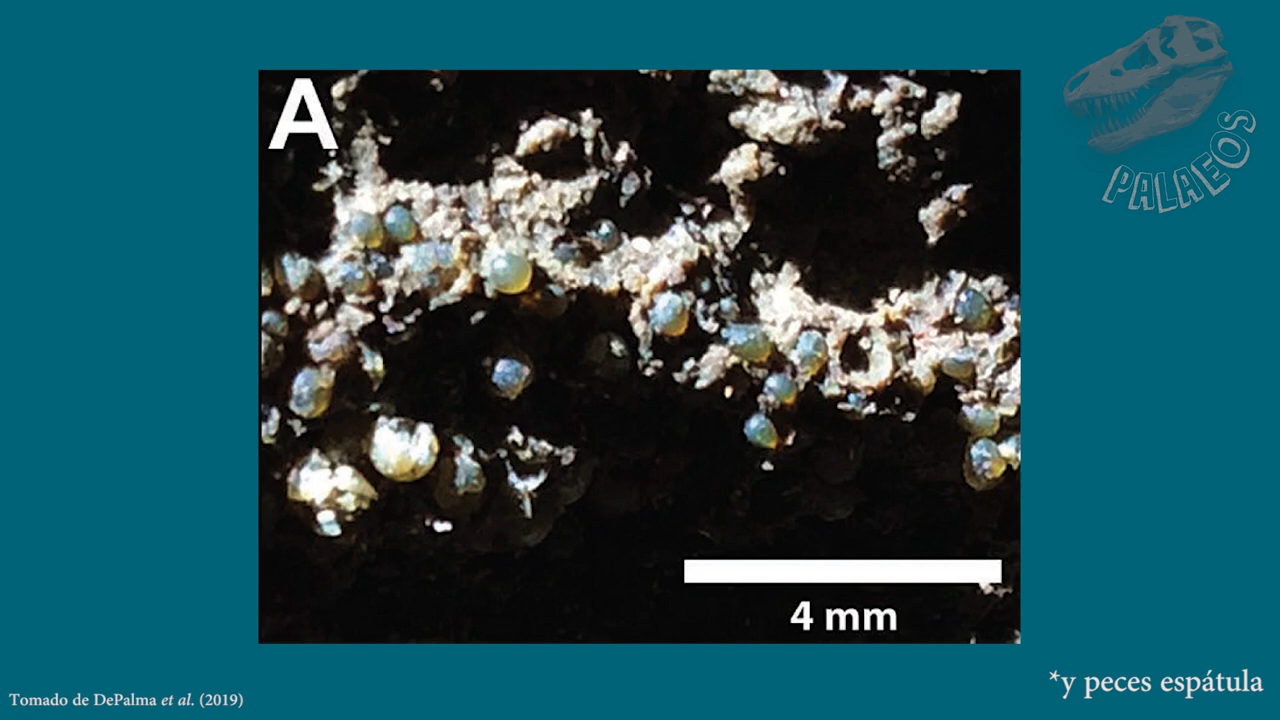 A
PALAEOS
4 mm
*y peces espátula
Tomado de DePalma et al. (2019)